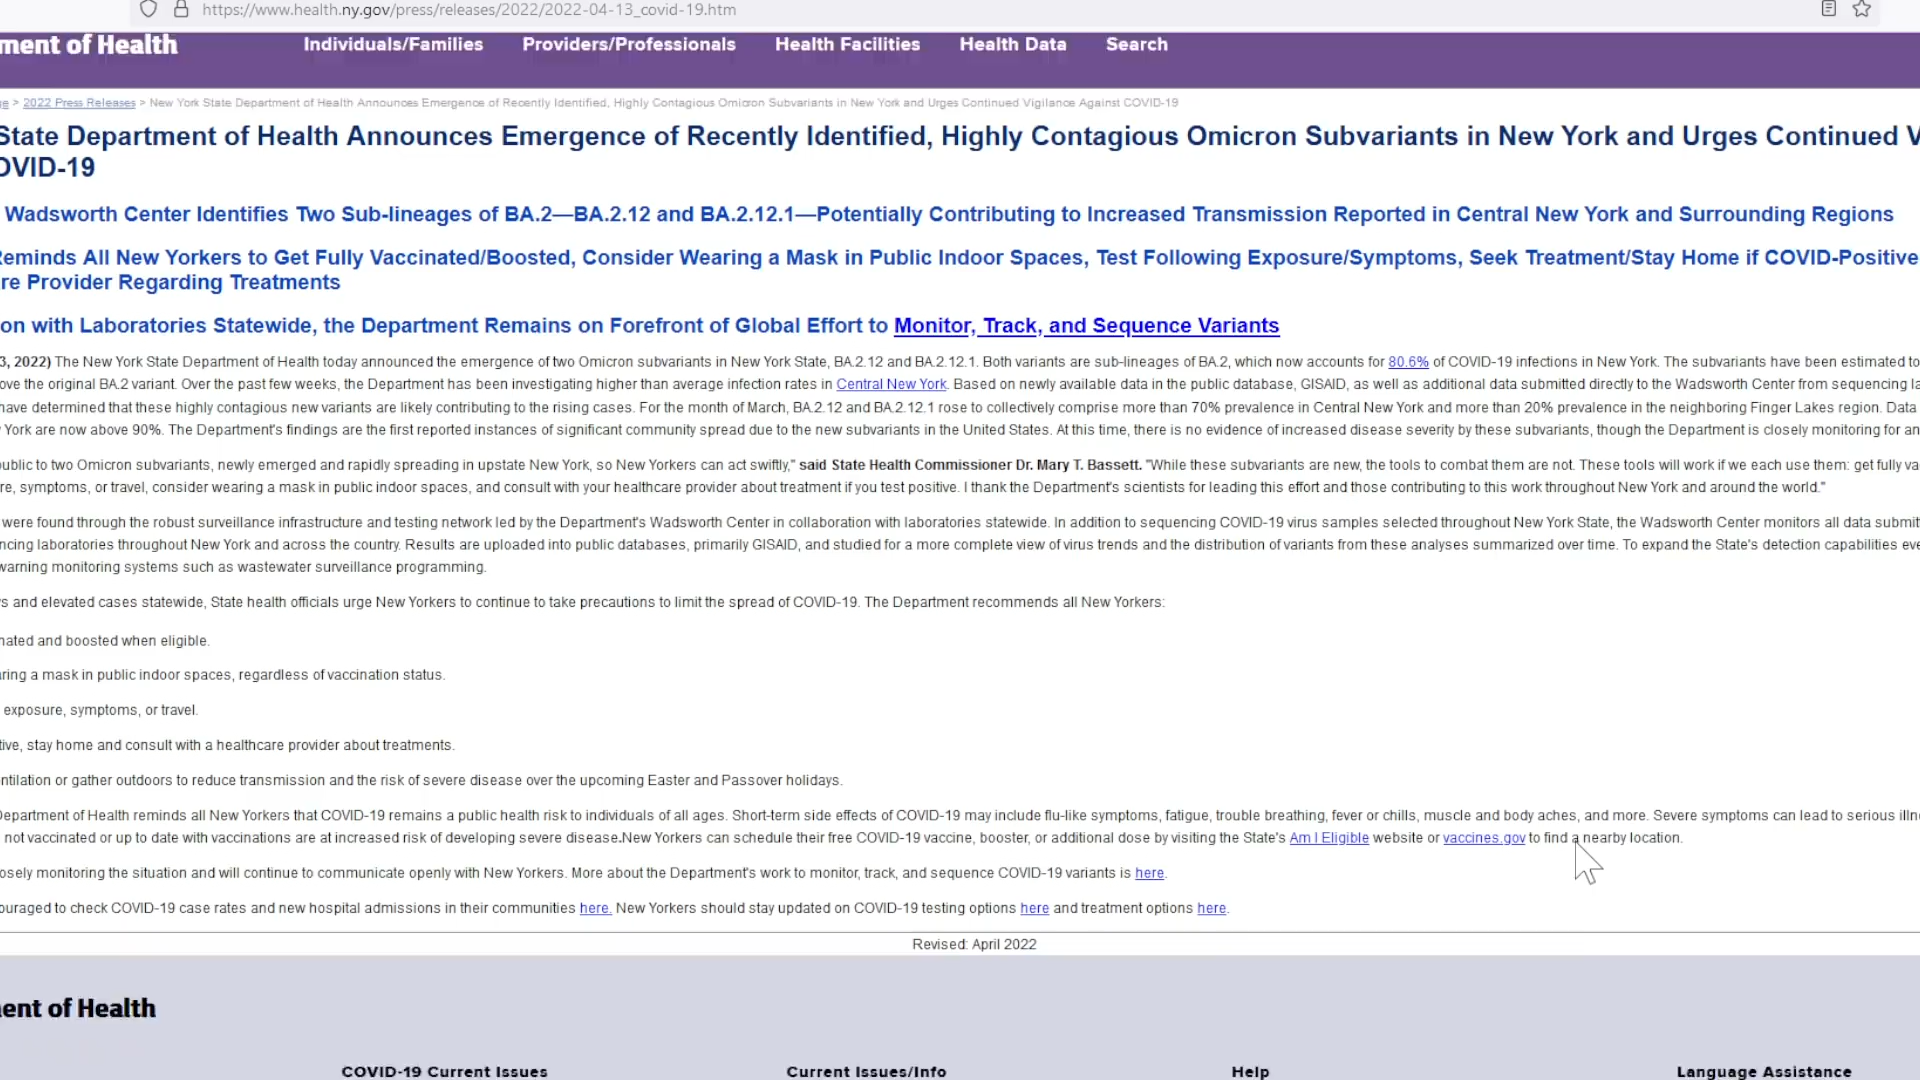 https://www.health.ny.gov/press/releases/2022/2022-04-13_covid-19.htm
ment of Health Individuals/Families Providers/Professionals Health Facilities Health Data Search
ge > 2022 Press Releases > New York State Department of Health Announces Emergence of Recently Identified, Highly Contagious Omicron Subvariants in New York and Urges Continued Vigilance Against COVID-19
State Department of Health Announces Emergence of Recently Identified, Highly Contagious Omicron Subvariants in New York and Urges Continued V
OVID-19
Wadsworth Center Identifies Two Sub-lineages of BA.2—BA.2.12 and BA.2.12.1—Potentially Contributing to Increased Transmission Reported in Central New York and Surrounding Regions
Reminds All New Yorkers to Get Fully Vaccinated/Boosted, Consider Wearing a Mask in Public Indoor Spaces, Test Following Exposure/Symptoms, Seek Treatment/Stay Home if COVID-Positive
re Provider Regarding Treatments
on with Laboratories Statewide, the Department Remains on Forefront of Global Effort to Monitor, Track, and Sequence Variants
3, 2022) The New York State Department of Health today announced the emergence of two Omicron subvariants in New York State, BA.2.12 and BA.2.12.1. Both variants are sub-lineages of BA.2, which now accounts for 80.6% of COVID-19 infections in New York. The subvariants have been estimated to
ove the original BA.2 variant. Over the past few weeks, the Department has been investigating higher than average infection rates in Central New York. Based on newly available data in the public database, GISAID, as well as additional data submitted directly to the Wadsworth Center from sequencing la
have determined that these highly contagious new variants are likely contributing to the rising cases. For the month of March, BA.2.12 and BA.2.12.1 rose to collectively comprise more than 70% prevalence in Central New York and more than 20% prevalence in the neighboring Finger Lakes region. Data
York are now above 90%. The Department's findings are the first reported instances of significant community spread due to the new subvariants in the United States. At this time, there is no evidence of increased disease severity by these subvariants, though the Department is closely monitoring for an
ublic to two Omicron subvariants, newly emerged and rapidly spreading in upstate New York, so New Yorkers can act swiftly," said State Health Commissioner Dr. Mary T. Bassett. "While these subvariants are new, the tools to combat them are not. These tools will work if we each use them: get fully va
re, symptoms, or travel, consider wearing a mask in public indoor spaces, and consult with your healthcare provider about treatment if you test positive. I thank the Department's scientists for leading this effort and those contributing to this work throughout New York and around the world."
were found through the robust surveillance infrastructure and testing network led by the Department's Wadsworth Center in collaboration with laboratories statewide. In addition to sequencing COVID-19 virus samples selected throughout New York State, the Wadsworth Center monitors all data submit
ncing laboratories throughout New York and across the country. Results are uploaded into public databases, primarily GISAID, and studied for a more complete view of virus trends and the distribution of variants from these analyses summarized over time. To expand the State's detection capabilities eve
warning monitoring systems such as wastewater surveillance programming.
s and elevated cases statewide, State health officials urge New Yorkers to continue to take precautions to limit the spread of COVID-19. The Department recommends all New Yorkers:
nated and boosted when eligible.
aring a mask in public indoor spaces, regardless of vaccination status.
exposure, symptoms, or travel.
tive, stay home and consult with a healthcare provider about treatments.
ntilation or gather outdoors to reduce transmission and the risk of severe disease over the upcoming Easter and Passover holidays.
Department of Health reminds all New Yorkers that COVID-19 remains a public health risk to individuals of all ages. Short-term side effects of COVID-19 may include flu-like symptoms, fatigue, trouble breathing, fever or chills, muscle and body aches, and more. Severe symptoms can lead to serious illn
not vaccinated or up to date with vaccinations are at increased risk of developing severe disease.New Yorkers can schedule their free COVID-19 vaccine, booster, or additional dose by visiting the State's Am I Eligible website or vaccines.gov to find a nearby location.
osely monitoring the situation and will continue to communicate openly with New Yorkers. More about the Department's work to monitor, track, and sequence COVID-19 variants is here.
ouraged to check COVID-19 case rates and new hospital admissions in their communities here. New Yorkers should stay updated on COVID-19 testing options here and treatment options here.
Revised: April 2022
ent of Health
COVID-19 Current Issues Current Issues/Info Help Language Assistance